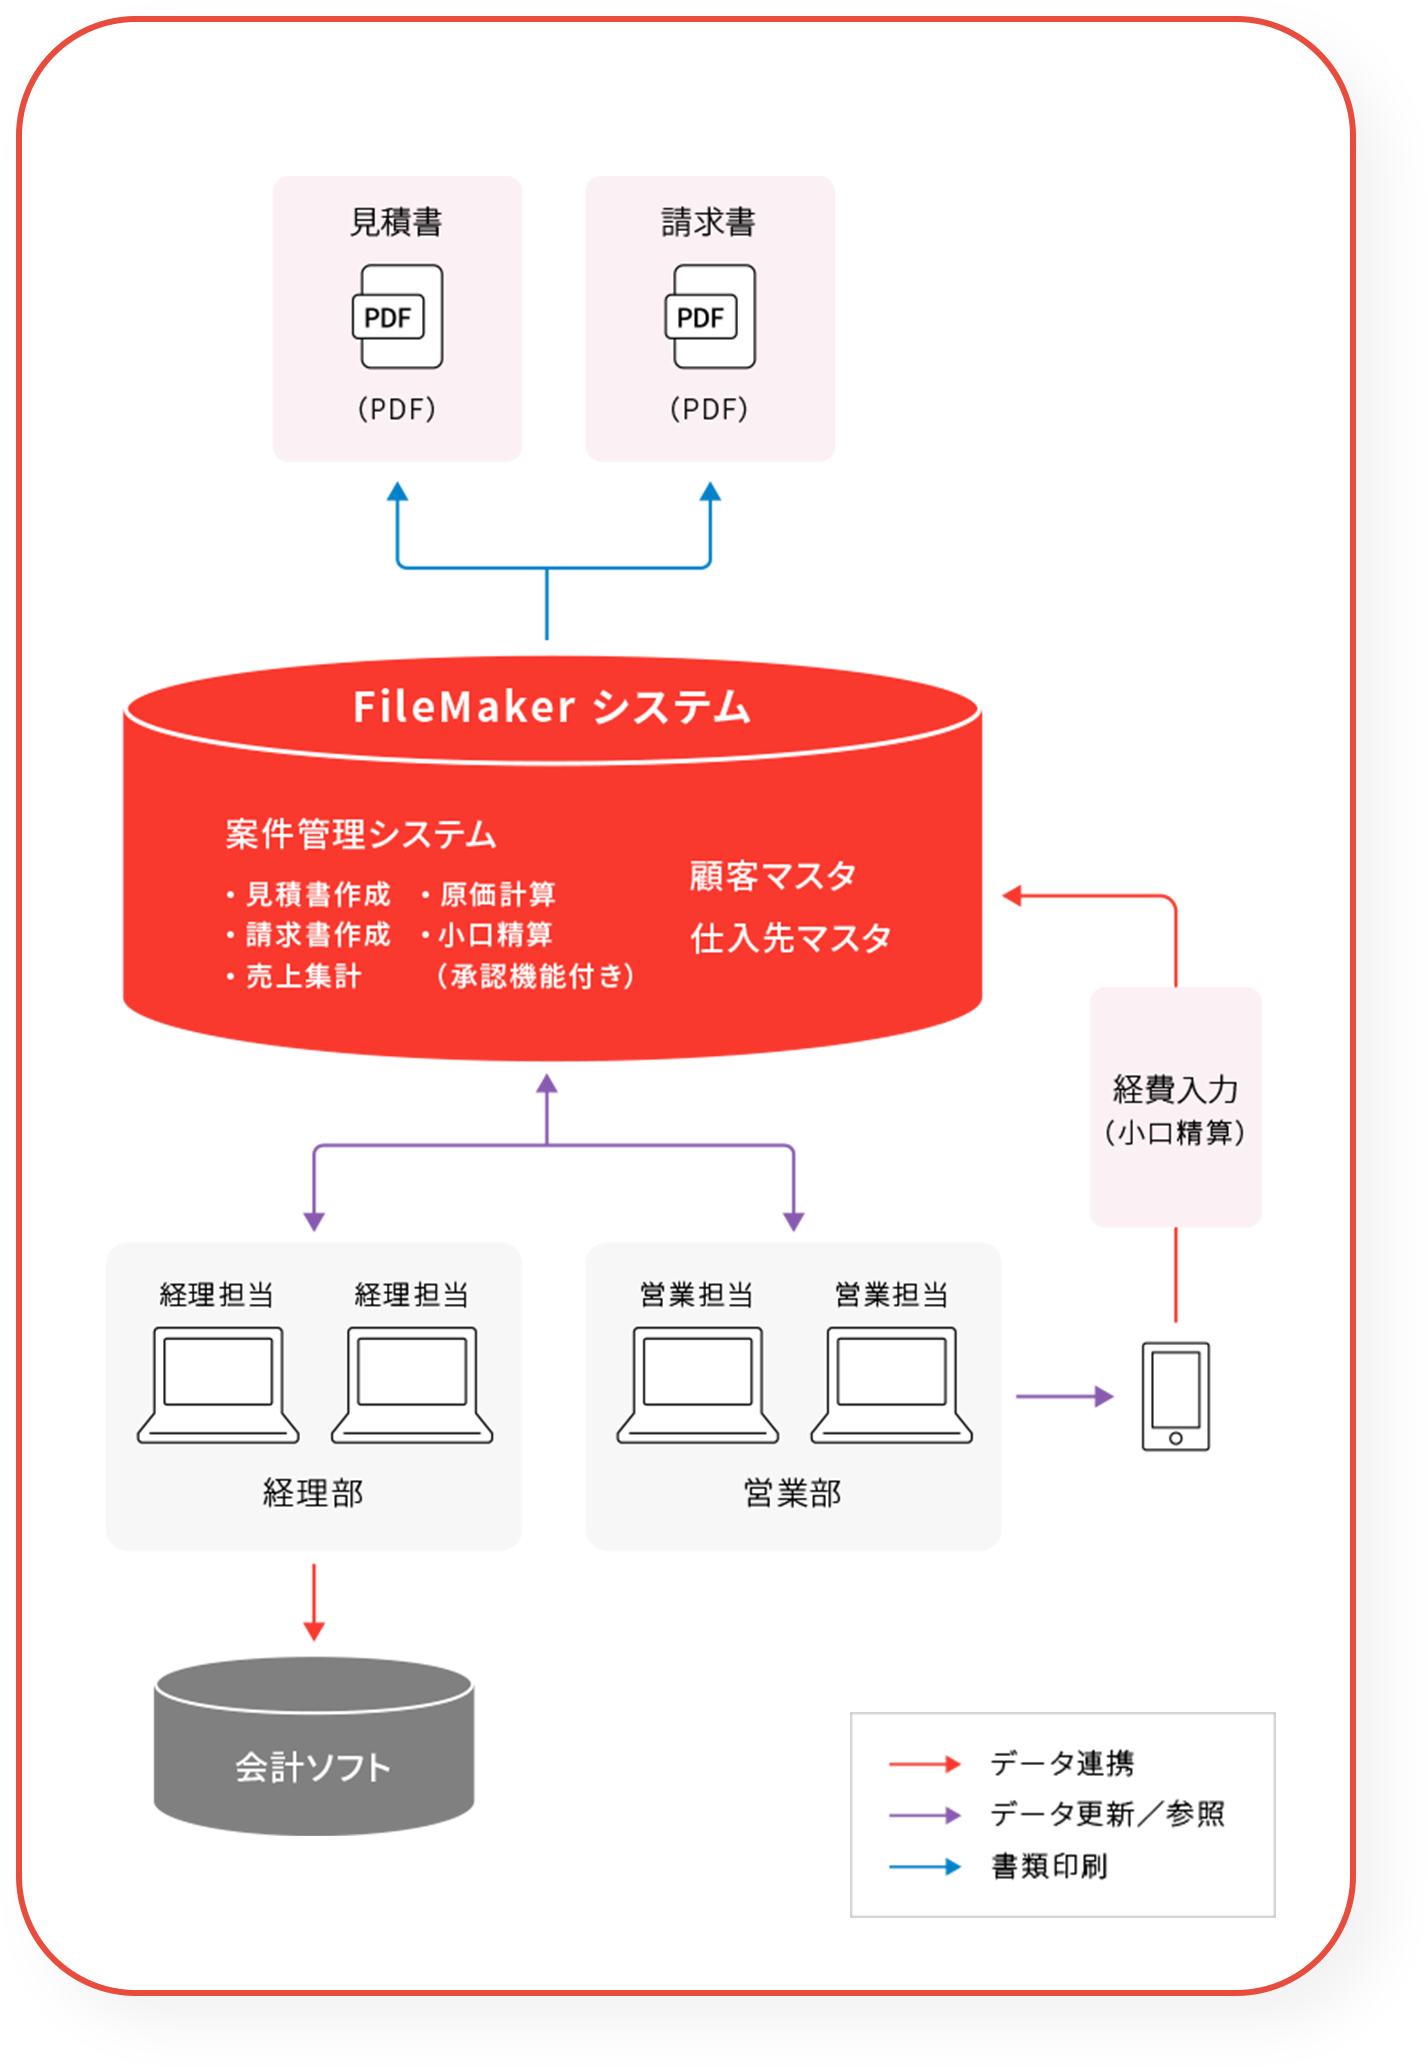 見積書
PDF
（PDF）
請求書
PDF
（PDF）
FileMaker システム
案件管理システム
・見積書作成
・請求書作成
・売上集計
・原価計算
・小口精算
（承認機能付き）
顧客マスタ
仕入先マスタ
経費入力
（小口精算）
経理担当
経理担当
経理部
営業担当
営業担当
営業部
会計ソフト
データ連携
データ更新／参照
書類印刷